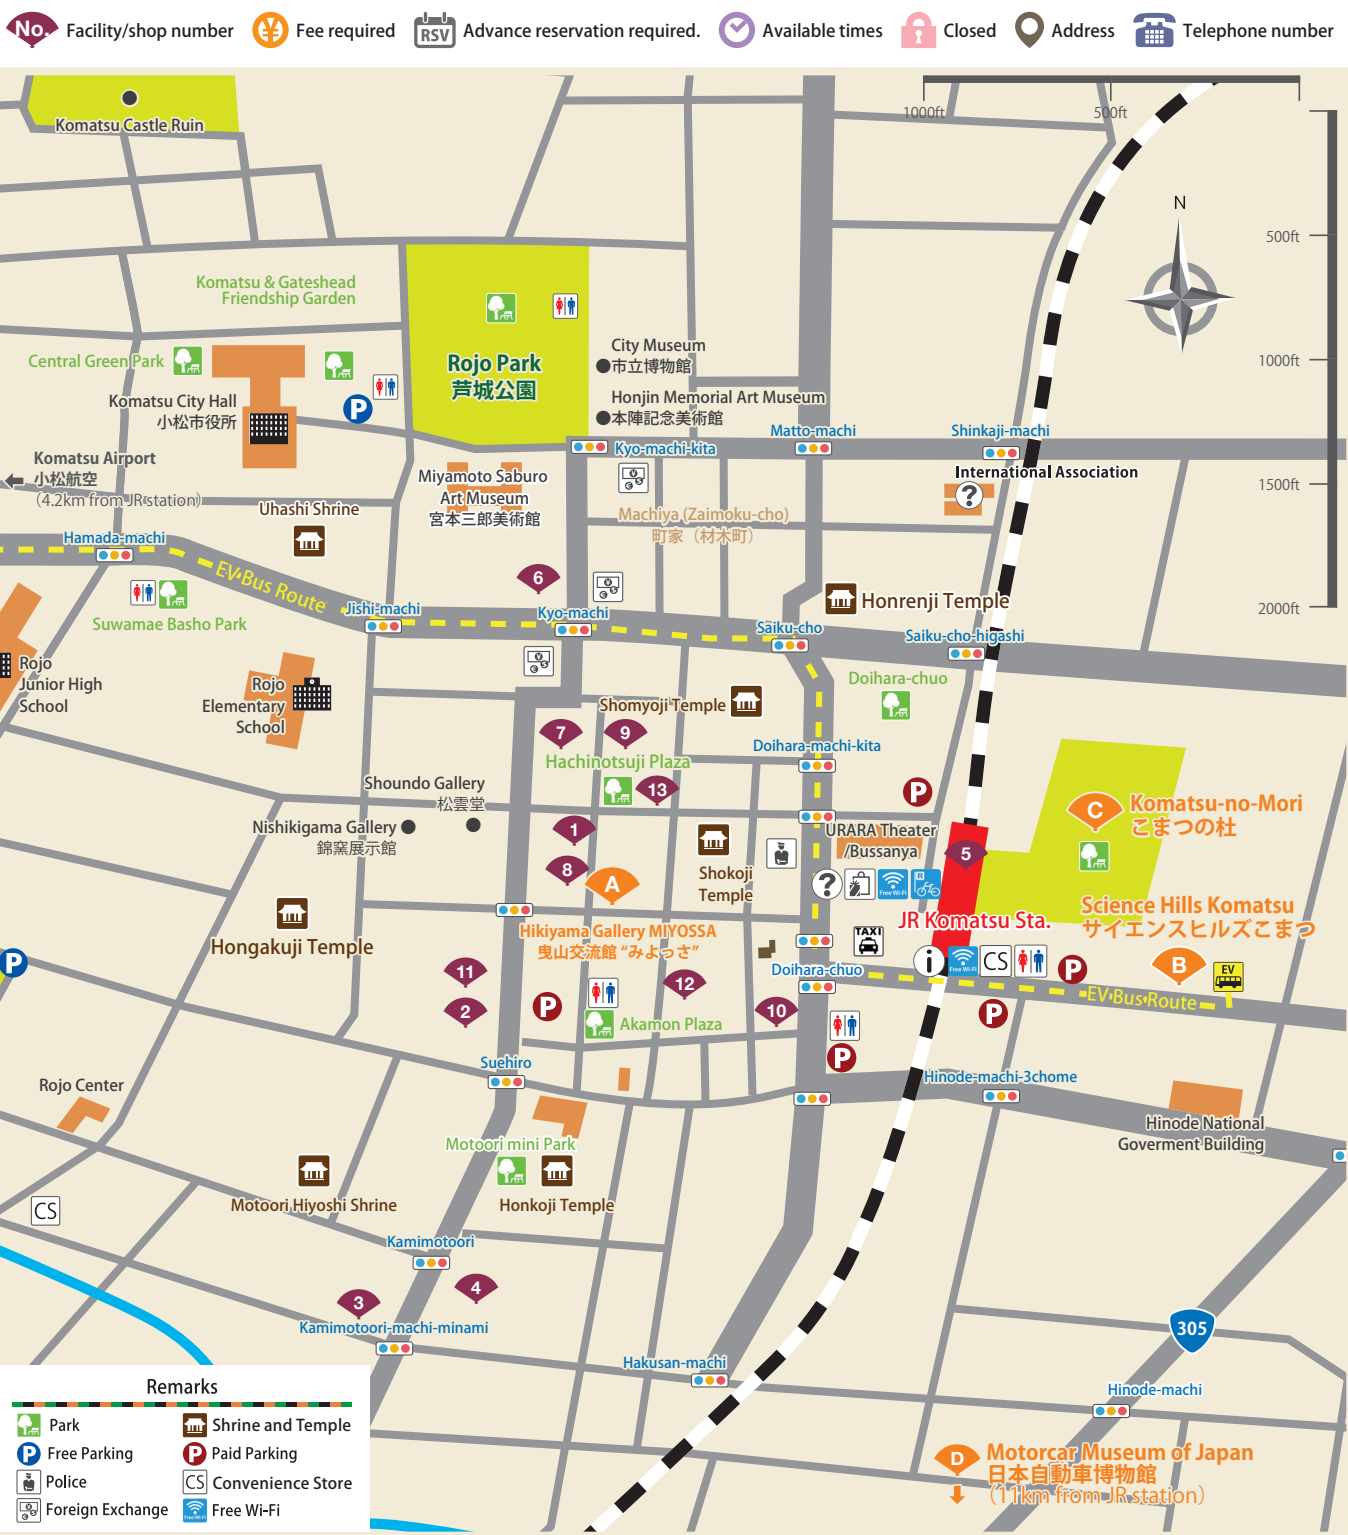 No. Facility/shop number
Fee required
RSV Advance reservation required.
Available times
Closed
Address
Telephone number
Komatsu Castle Ruin
1000ft
500ft
N
500ft
1000ft
1500ft
2000ft
Komatsu & Gateshead
Friendship Garden
Central Green Park
Komatsu City Hall
小松市役所
P
Rojo Park
芦城公園
City Museum
市立博物館
Honjin Memorial Art Museum
本陣記念美術館
Kyo-machi-kita
Matto-machi
Shinkaji-machi
International Association
?
Komatsu Airport
小松航空
(4.2km from JR station)
Uhashi Shrine
Miyamoto Saburo
Art Museum
宮本三郎美術館
Machiya (Zaimoku-cho)
町家（材木町）
Hamada-machi
EV Bus Route
Suwamae Basho Park
Jishi-machi
6
Kyo-machi
Saiku-cho
Honrenji Temple
Saiku-cho-higashi
Rojo
Junior High
School
Rojo
Elementary
School
Shomyoji Temple
Doihara-chuo
Doihara-machi-kita
7
9
Hachinotsuji Plaza
13
Shoundo Gallery
松雲堂
Nishikigama Gallery
錦窯展示館
1
8
A
Shokoji
Temple
URARA Theater
/Bussanya
P
5
C
Komatsu-no-Mori
こまつの杜
? Free Wi-Fi R
JR Komatsu Sta.
Science Hills Komatsu
サイエンスヒルズこまつ
B
EV
Hongakuji Temple
P
Hikiyama Gallery MIYOSSA
曳山交流館 “みよっさ”
TAXI
Doihara-chuo
i Free Wi-Fi CS
P
EV Bus Route
P
11
2
P
12
10
Akamon Plaza
P
Suehiro
Hinode-machi-3chome
Hinode National
Goverment Building
Rojo Center
Motoori mini Park
Honkoji Temple
Motoori Hiyoshi Shrine
CS
Kamimotoori
3
4
Kamimotoori-machi-minami
Hakusan-machi
305
Hinode-machi
D
Motorcar Museum of Japan
日本自動車博物館
(11km from JR station)
Remarks
Park
Shrine and Temple
P Free Parking
P Paid Parking
Police
CS Convenience Store
Foreign Exchange
Free Wi-Fi Free Wi-Fi